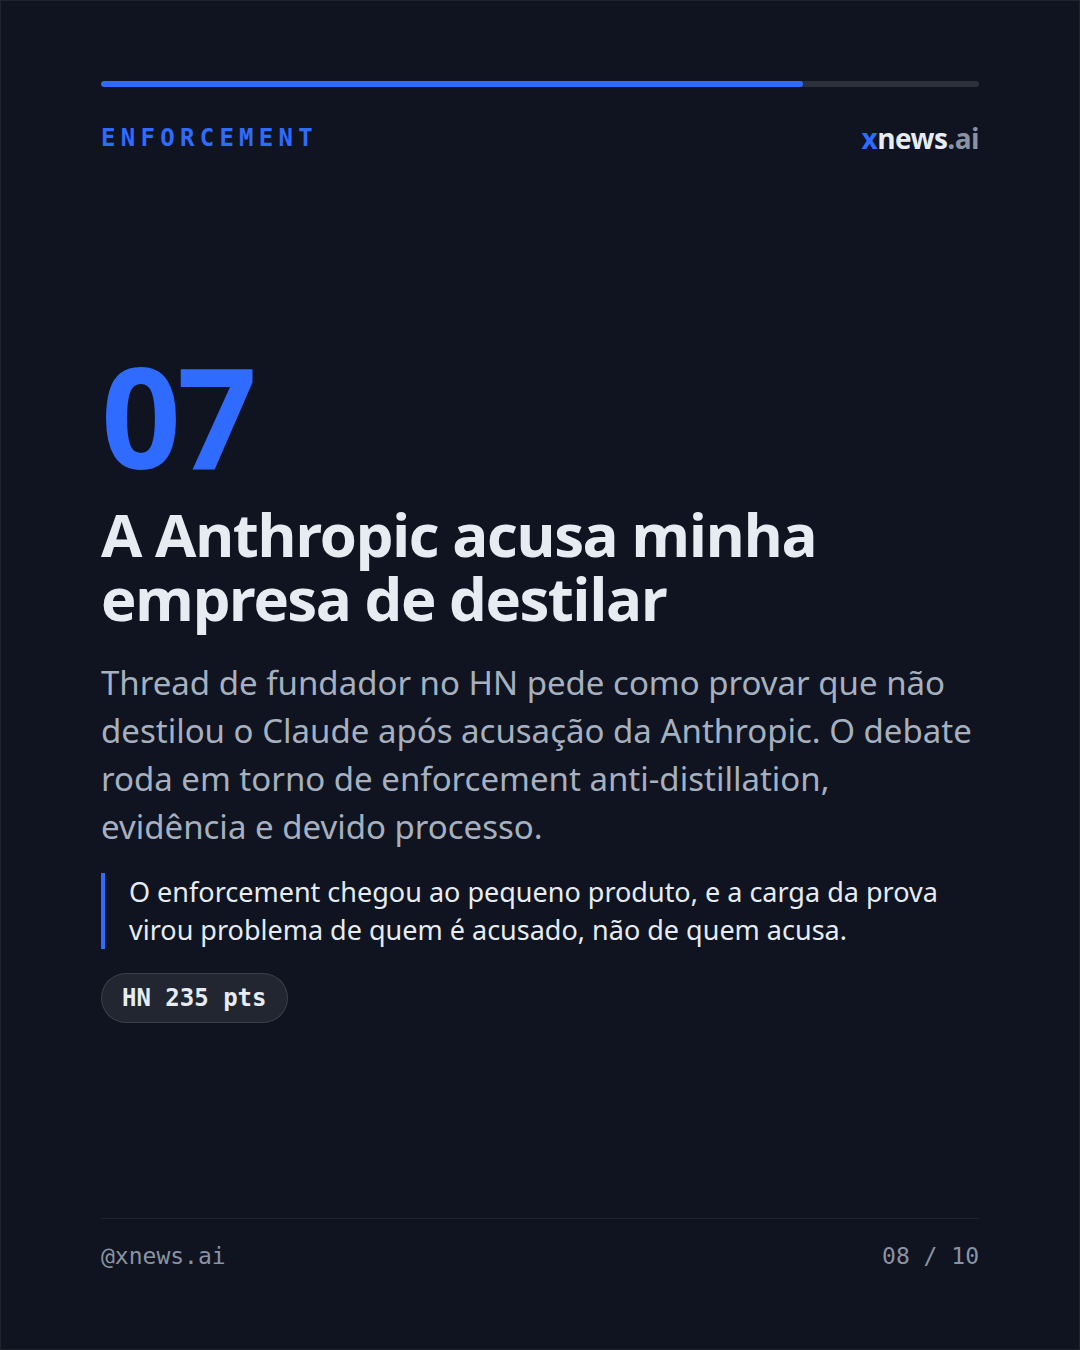 ENFORCEMENT
xnews.ai
07
A Anthropic acusa minha
empresa de destilar
Thread de fundador no HN pede como provar que não
destilou o Claude após acusação da Anthropic. O debate
roda em torno de enforcement anti-distillation,
evidência e devido processo.
O enforcement chegou ao pequeno produto, e a carga da prova
virou problema de quem é acusado, não de quem acusa.
HN 235 pts
@xnews.ai
08 / 10